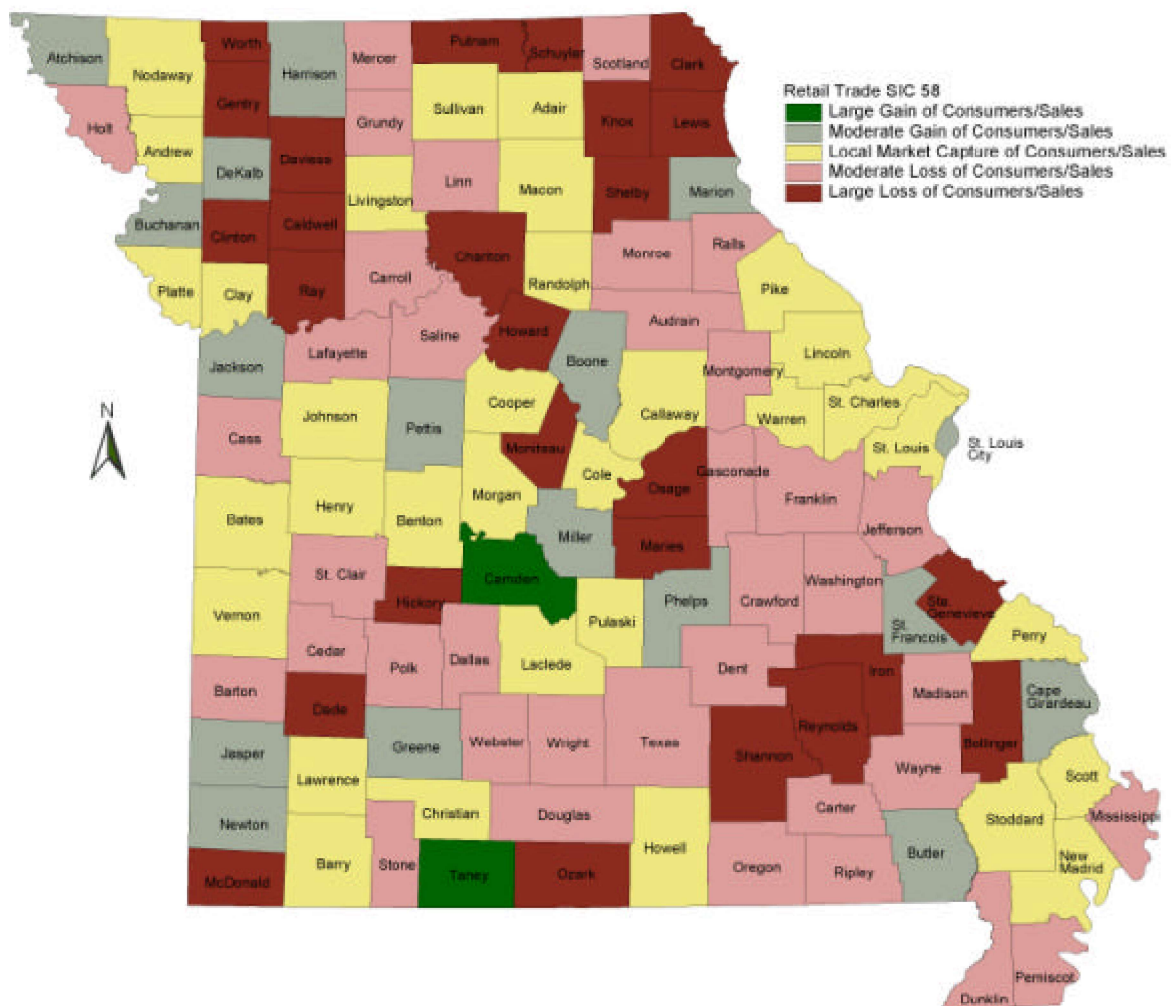 Retail Trade SIC 58
Large Gain of Consumers/Sales
Moderate Gain of Consumers/Sales
Local Market Capture of Consumers/Sales
Moderate Loss of Consumers/Sales
Large Loss of Consumers/Sales
N
Atchison
Nodaway
Worth
Harrison
Mercer
Putnam
Schuyler
Scotland
Clark
Holt
Gentry
Grundy
Sullivan
Adair
Knox
Lewis
Andrew
DeKalb
Daviess
Linn
Macon
Shelby
Marion
Livingston
Buchanan
Clinton
Caldwell
Chariton
Monroe
Ralls
Platte
Clay
Ray
Carroll
Randolph
Pike
Saline
Howard
Audrain
Jackson
Lafayette
Boone
Montgomery
Lincoln
Cooper
Callaway
Johnson
Pettis
Warren
St. Charles
Cass
Moniteau
St. Louis
St. Louis
City
Cole
Gasconade
Osage
Morgan
Franklin
Bates
Henry
Benton
Miller
Jefferson
Maries
St. Clair
Camden
Washington
Phelps
Crawford
Hickory
Ste.
Genevieve
Vernon
Pulaski
St.
Francois
Perry
Cedar
Polk
Dallas
Laclede
Dent
Iron
Barton
Madison
Cape
Girardeau
Dade
Reynolds
Jasper
Greene
Webster
Wright
Texas
Shannon
Bollinger
Wayne
Lawrence
Scott
Christian
Douglas
Carter
Mississippi
Newton
Stoddard
Howell
Butler
Barry
Stone
Taney
Ozark
Oregon
Ripley
New
Madrid
McDonald
Pemiscot
Dunklin